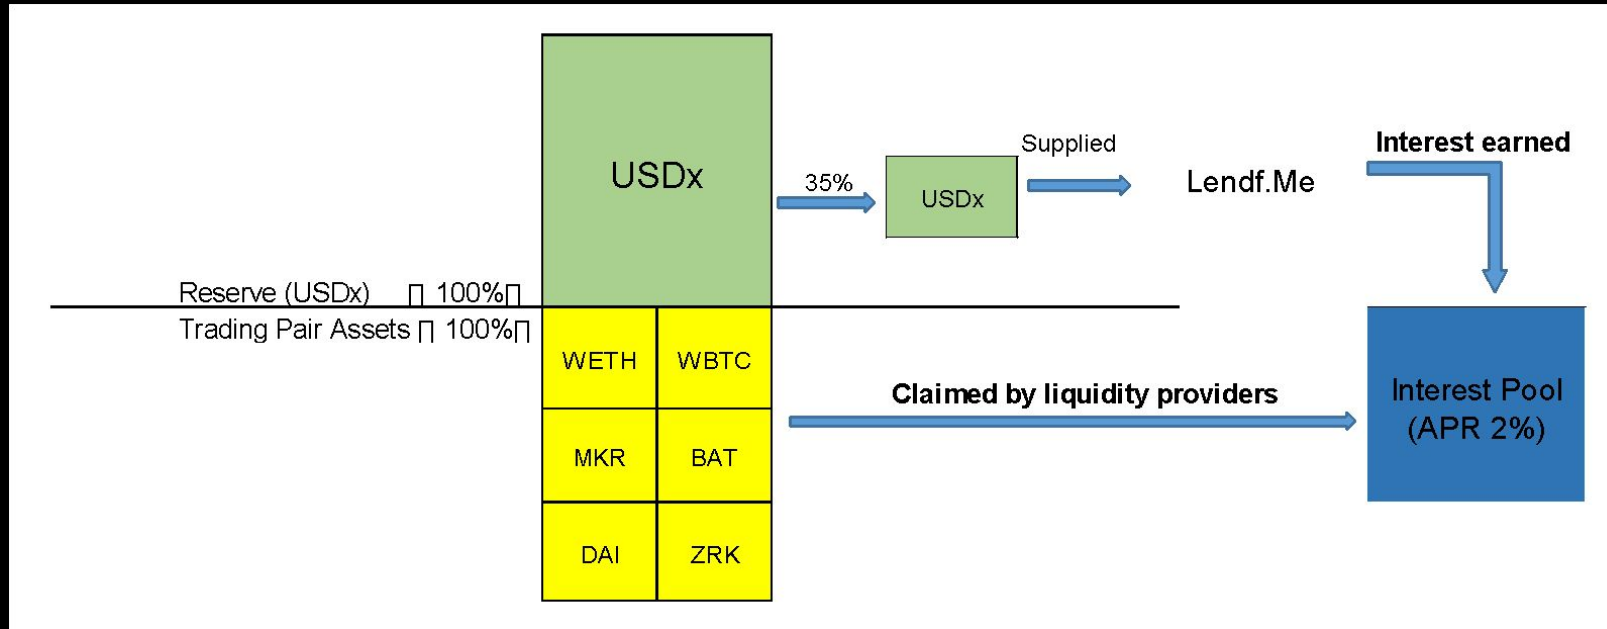 USDx
35%
USDx
Supplied
Lendf.Me
Interest earned
Reserve (USDx) 100%
Trading Pair Assets 100%
WETH WBTC
MKR BAT
DAI ZRK
Claimed by liquidity providers
Interest Pool
(APR 2%)